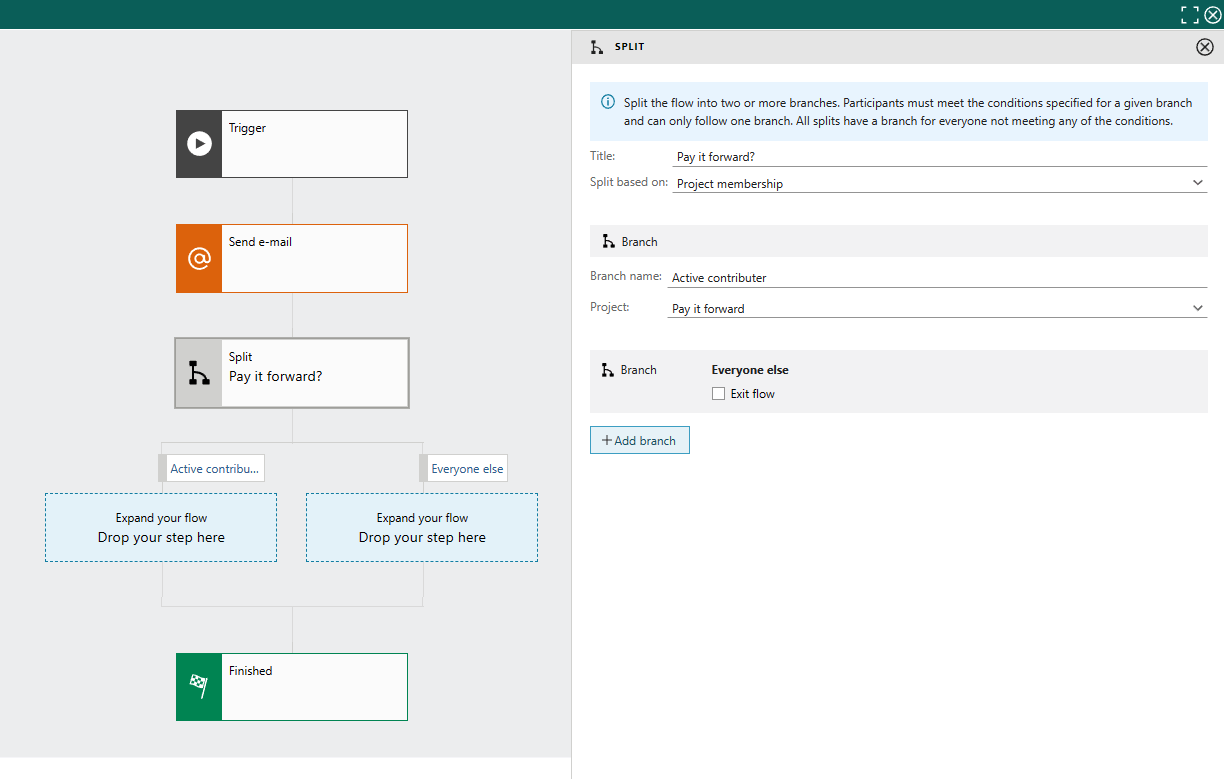 Trigger
Send e-mail
Split
Pay it forward?
Active contribu...
Everyone else
Expand your flow
Drop your step here
Expand your flow
Drop your step here
Finished
SPLIT
Split the flow into two or more branches. Participants must meet the conditions specified for a given branch
and can only follow one branch. All splits have a branch for everyone not meeting any of the conditions.
Title: Pay it forward?
Split based on: Project membership
Branch
Branch name: Active contributer
Project: Pay it forward
Branch Everyone else
Exit flow
+ Add branch